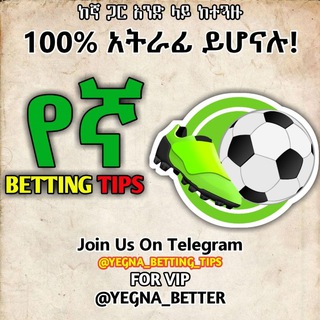 ከኛ ጋር አንድ ላይ ከተጓዙ
100% አትራፊ ይሆናሉ!
የኛ
BETTING TIPS
Join Us On Telegram
@YEGNA_BETTING_TIPS
FOR VIP
@YEGNA_BETTER